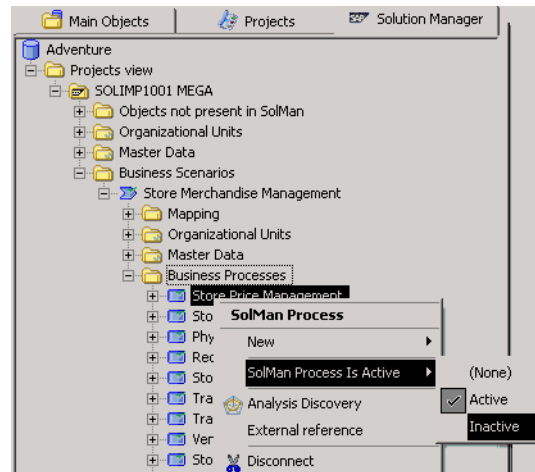 Main Objects
Projects
Solution Manager
Adventure
Projects view
SOLIMP1001 MEGA
Objects not present in SolMan
Organizational Units
Master Data
Business Scenarios
Store Merchandise Management
Mapping
Organizational Units
Master Data
Business Processes
Store Price Management
Sto
SolMan Process
Phy
New
Rec
Sto
SolMan Process Is Active
(None)
Tra
Analysis Discovery
Active
Tra
External reference
Inactive
Ver
Sto
Disconnect